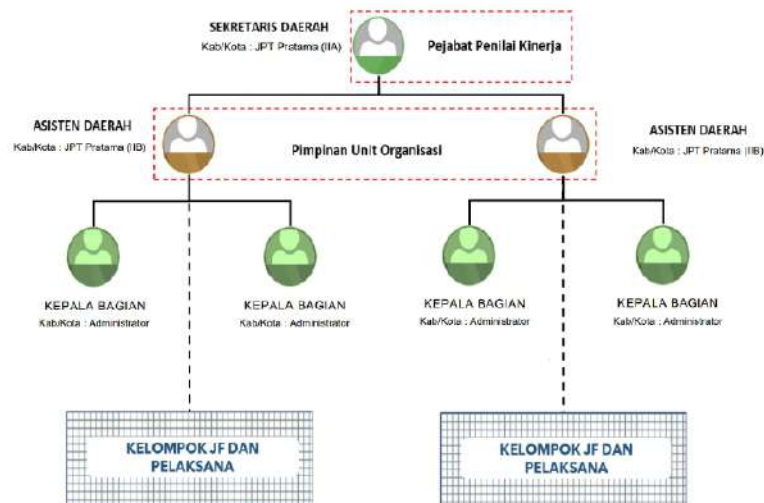 SEKRETARIS DAERAH
Kab/Kota : JPT Pratama (IIA)
Pejabat Penilai Kinerja
ASISTEN DAERAH
Kab/Kota : JPT Pratama (IIB)
Pimpinan Unit Organisasi
ASISTEN DAERAH
Kab/Kota : JPT Pratama (IIB)
KEPALA BAGIAN
Kab/Kota : Administrator
KEPALA BAGIAN
Kab/Kota : Administrator
KEPALA BAGIAN
Kab/Kota : Administrator
KEPALA BAGIAN
Kab/Kota : Administrator
KELOMPOK JF DAN
PELAKSANA
KELOMPOK JF DAN
PELAKSANA